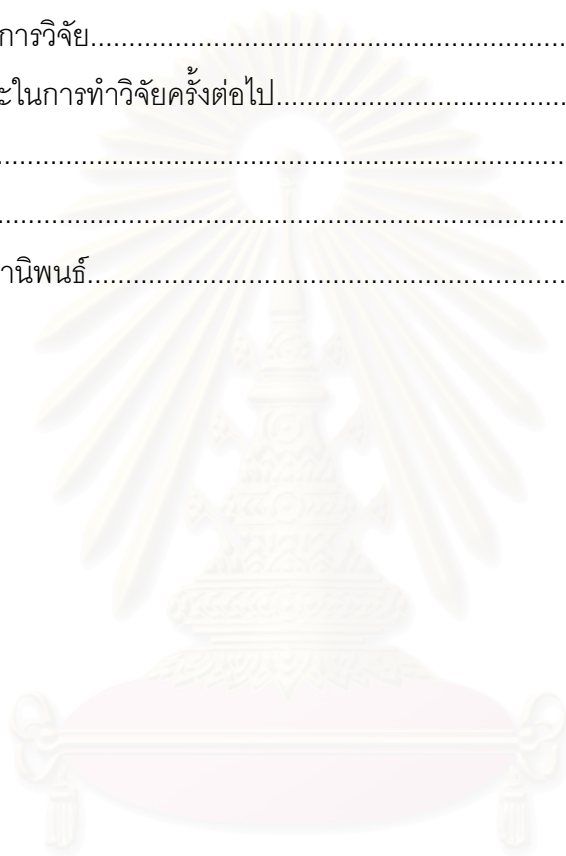 การวิจัย......................................................................
ะในการทำวิจัยครั้งต่อไป......................................
..........................................................................
..........................................................................
านิพนธ์......................................................................